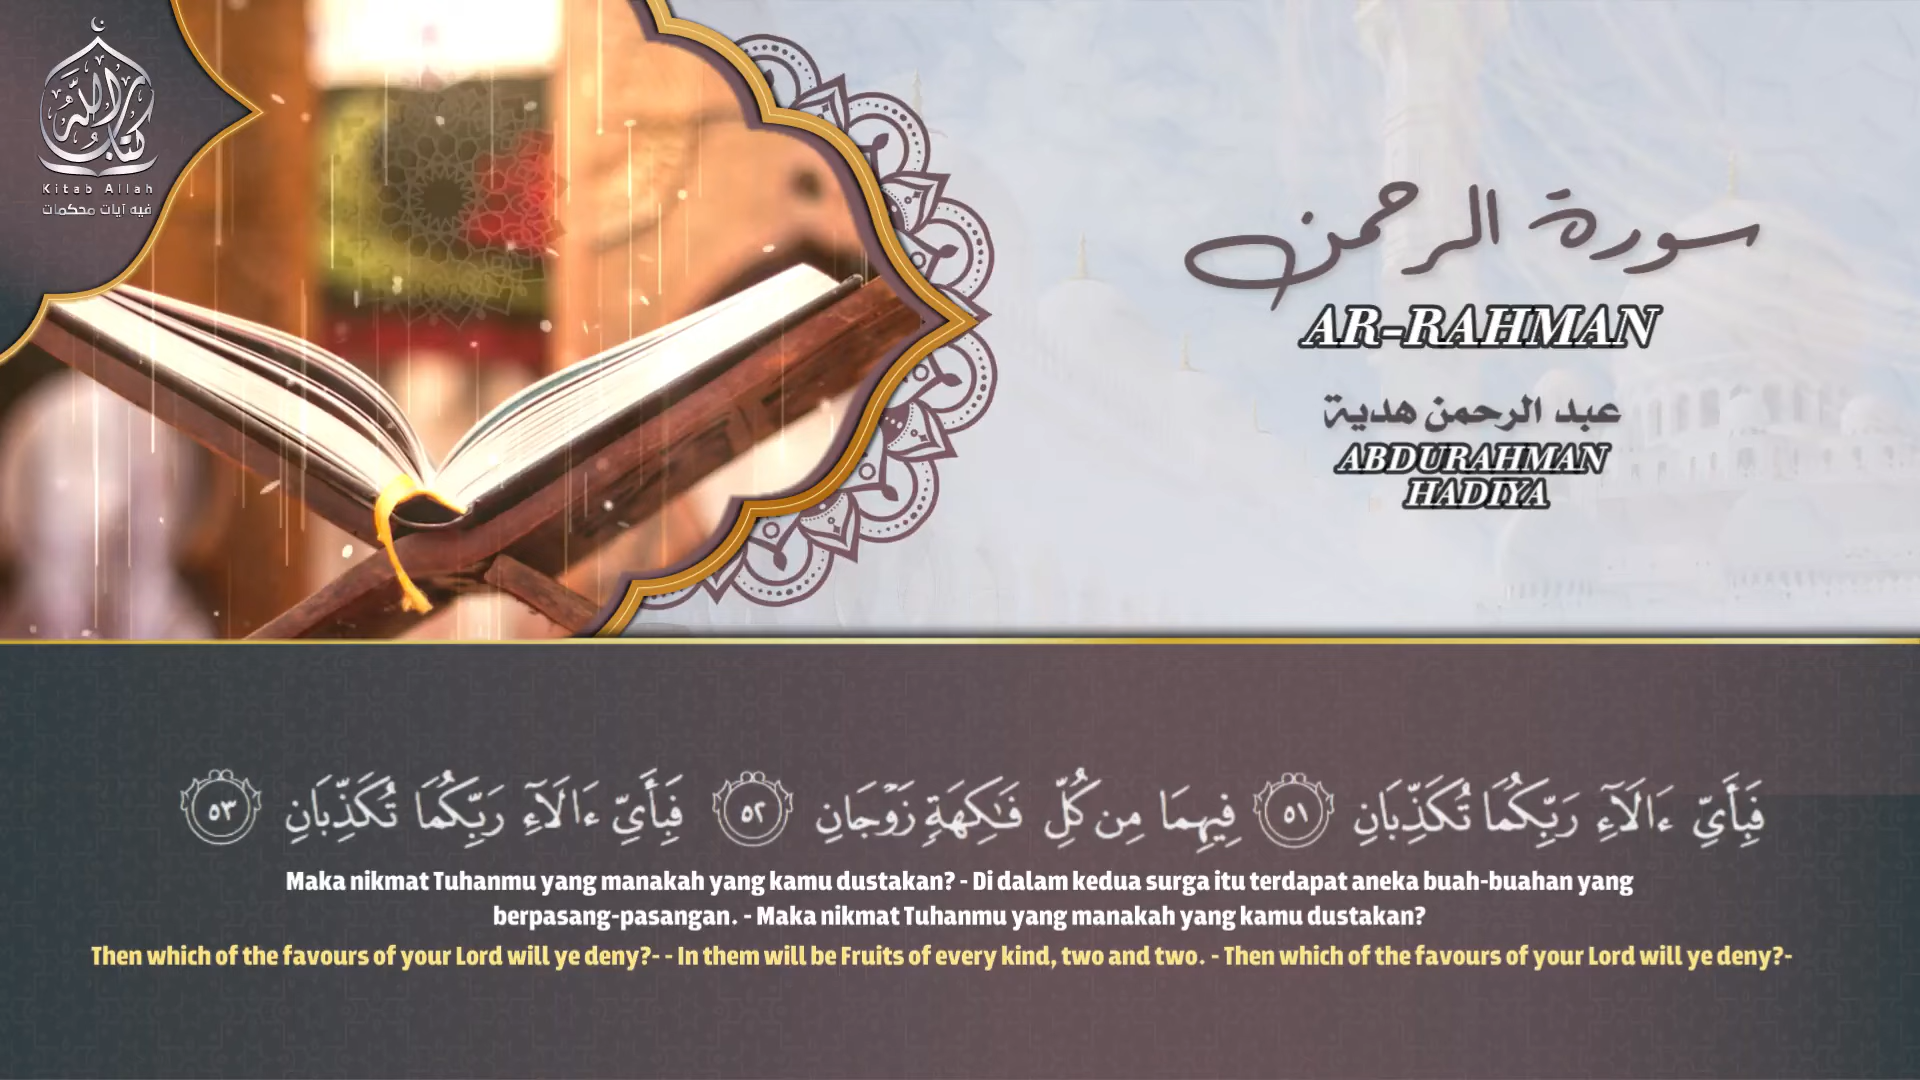 كتاب الله
Kitab Allah
فيه آيات محكمات
سورة الرحمن
AR-RAHMAN
عبد الرحمن هدية
ABDURAHMAN
HADIYA
فَبِأَيِّ ءَالَآءِ رَبِّكُمَا تُكَذِّبَانِ ٥١ فِيهِمَا مِن كُلِّ فَٰكِهَةٍ زَوْجَانِ ٥٢ فَبِأَيِّ ءَالَآءِ رَبِّكُمَا تُكَذِّبَانِ ٥٣
Maka nikmat Tuhanmu yang manakah yang kamu dustakan? - Di dalam kedua surga itu terdapat aneka buah-buahan yang
berpasang-pasangan. - Maka nikmat Tuhanmu yang manakah yang kamu dustakan?
Then which of the favours of your Lord will ye deny?- - In them will be Fruits of every kind, two and two. - Then which of the favours of your Lord will ye deny?-